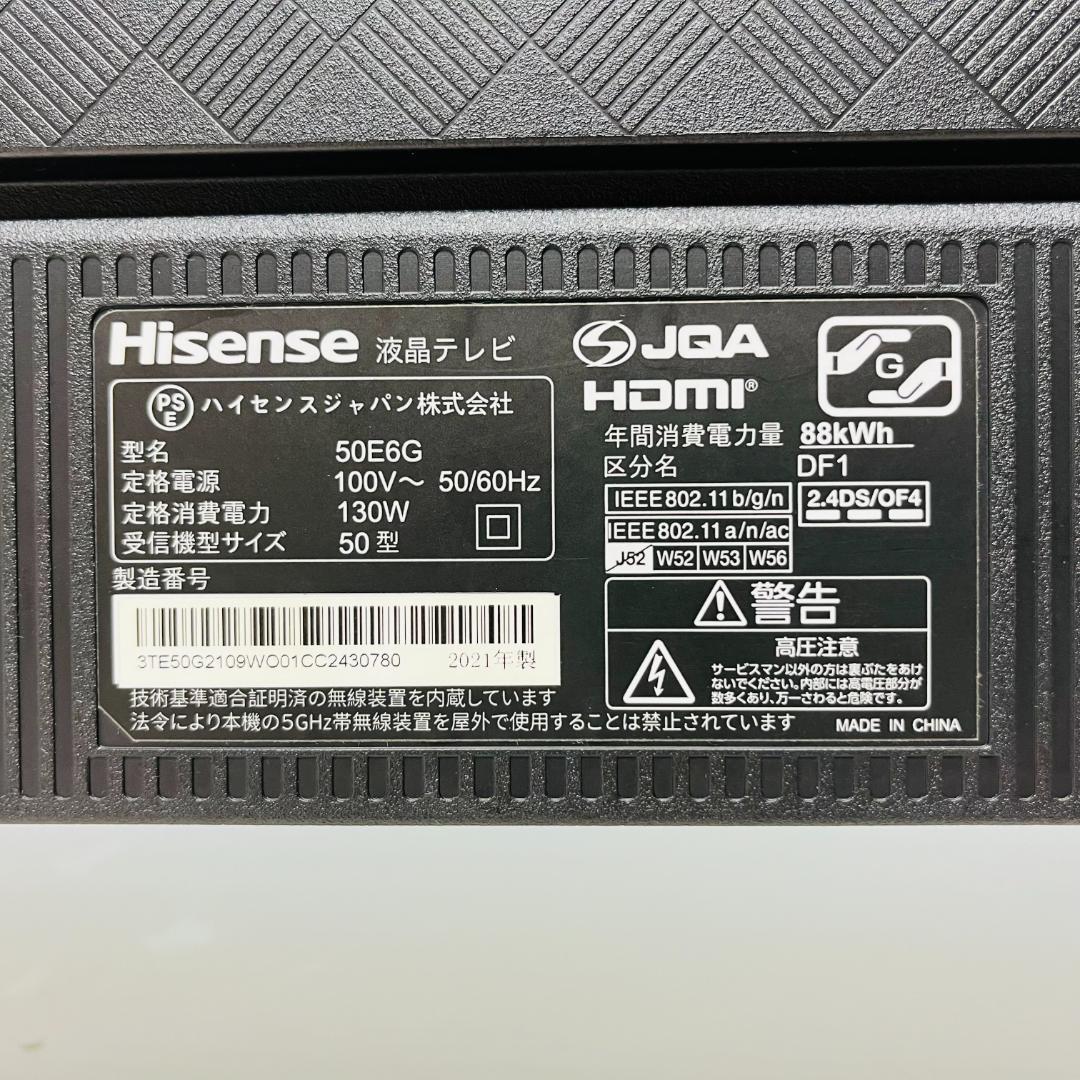 Hisense 液晶テレビ
PSE ハイセンスジャパン株式会社
型名 50E6G
定格電源 100V～ 50/60Hz
定格消費電力 130W
受信機型サイズ 50 型
製造番号
3TE50G2109WO01CC2430780 2021年製
JQA
HDMI®
G
年間消費電力量 88kWh
区分名 DF1
IEEE802.11b/g/n 2.4DS/OF4
IEEE802.11a/n/ac
J52 W52 W53 W56
警告
高圧注意
サービスマン以外の方は裏ぶたをあけ
ないでください。内部には高電圧部分が
数多くあり、万一さわると危険です。
技術基準適合証明済の無線装置を内蔵しています
法令により本機の5GHz帯無線装置を屋外で使用することは禁止されています MADE IN CHINA